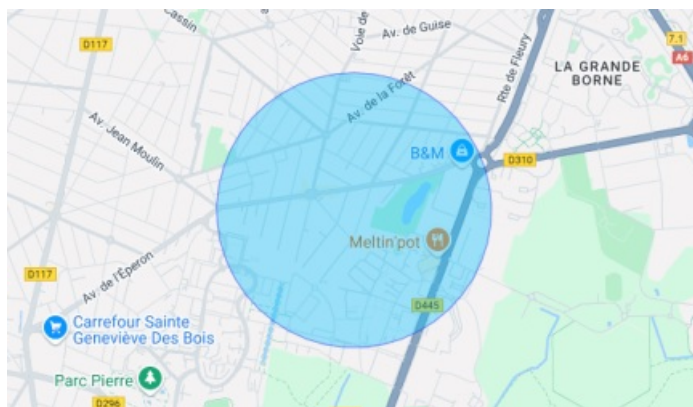 Cassin
Voie de
Av. de Guise
D117
7.1
A6
LA GRANDE
BORNE
Rte de Fleury
Av. de la Forêt
Av. Jean Moulin
B&M
D310
Meltin'pot
D117
Av. de l'Éperon
D445
Carrefour Sainte
Geneviève Des Bois
Parc Pierre
D296